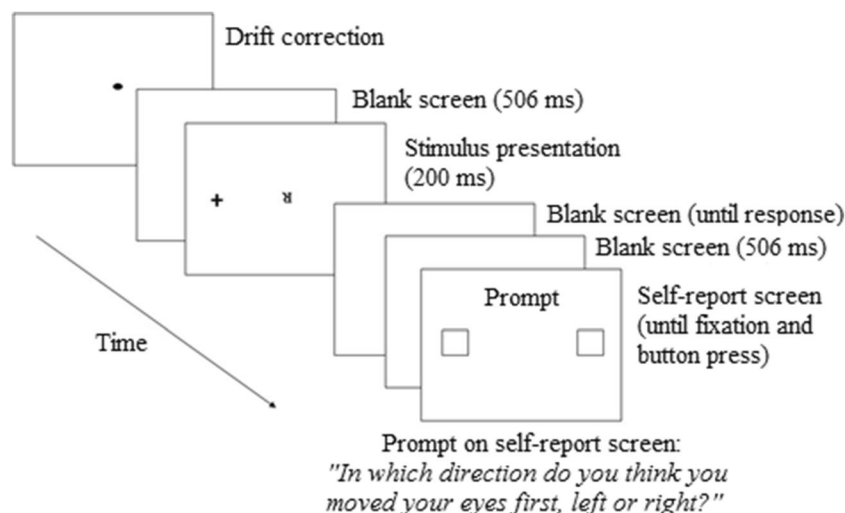 Drift correction
Blank screen (506 ms)
Stimulus presentation
(200 ms)
+
R
Blank screen (until response)
Blank screen (506 ms)
Prompt
Self-report screen
(until fixation and
button press)
Time
Prompt on self-report screen:
"In which direction do you think you
moved your eyes first, left or right?"